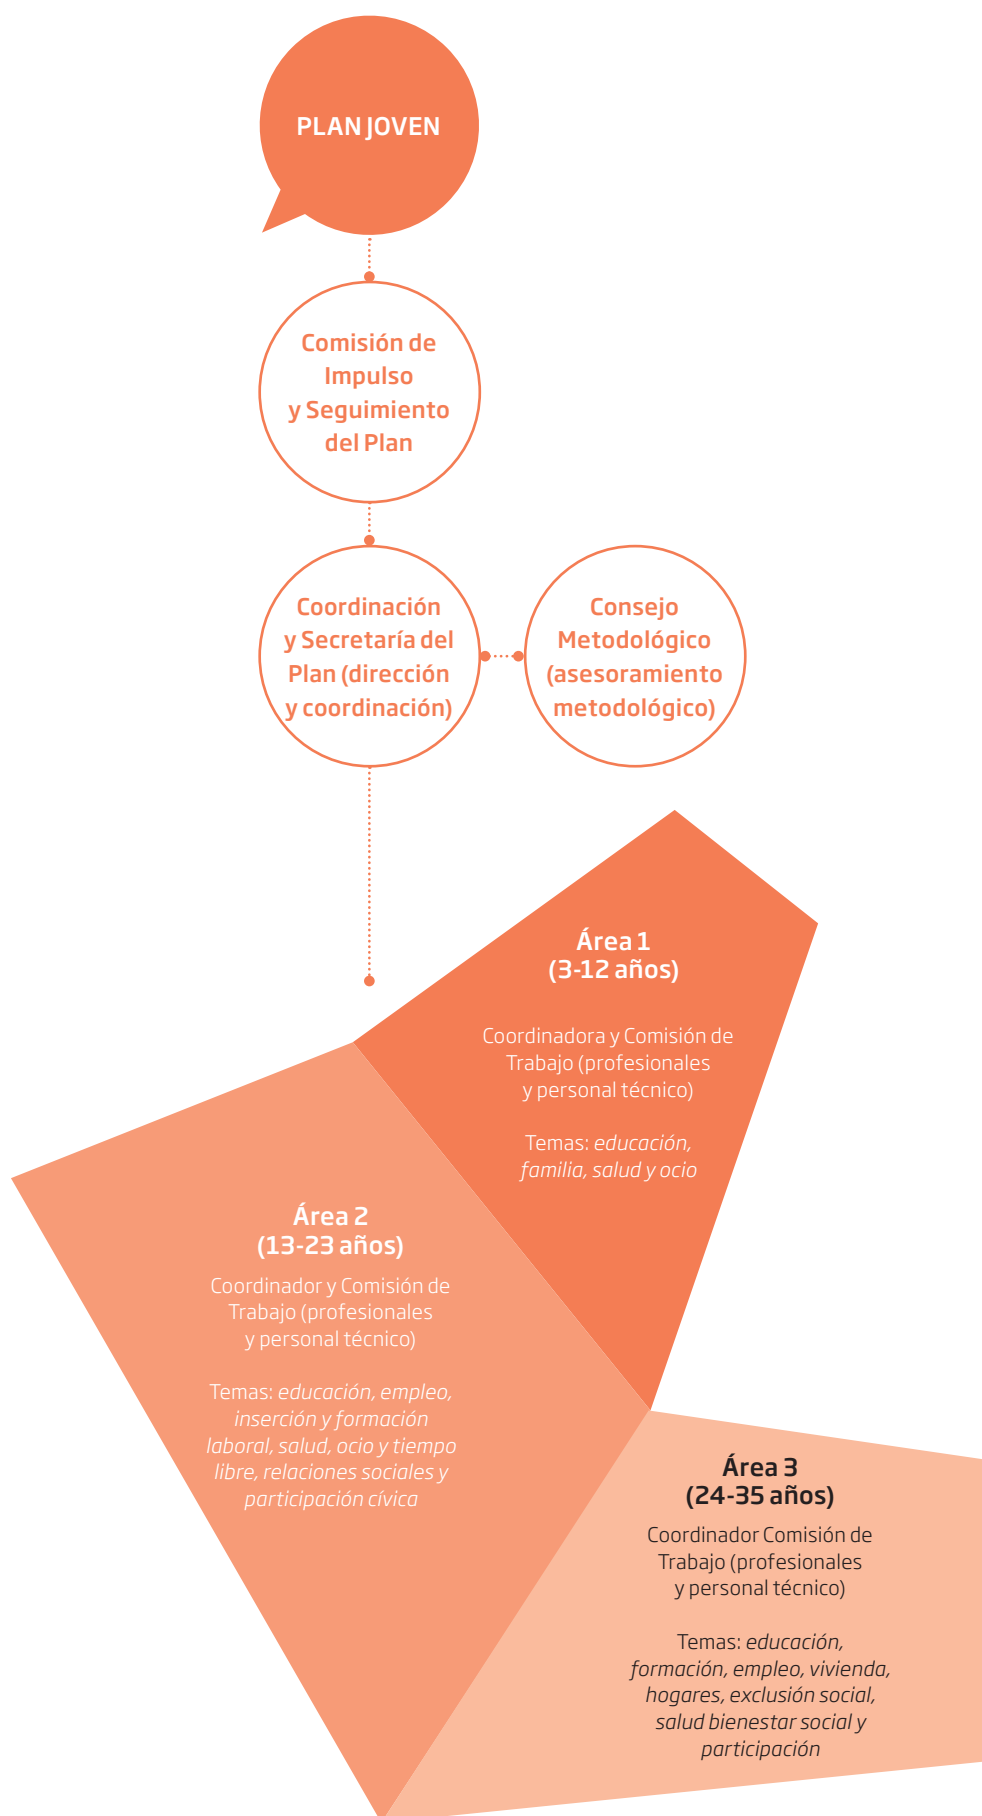 PLAN JOVEN
Comisión de
Impulso
y Seguimiento
del Plan
Coordinación
y Secretaría del
Plan (dirección
y coordinación)
Consejo
Metodológico
(asesoramiento
metodológico)
Área 1
(3-12 años)
Coordinadora y Comisión de
Trabajo (profesionales
y personal técnico)
Temas: educación,
familia, salud y ocio
Área 2
(13-23 años)
Coordinador y Comisión de
Trabajo (profesionales
y personal técnico)
Temas: educación, empleo,
inserción y formación
laboral, salud, ocio y tiempo
libre, relaciones sociales y
participación cívica
Área 3
(24-35 años)
Coordinador Comisión de
Trabajo (profesionales
y personal técnico)
Temas: educación,
formación, empleo, vivienda,
hogares, exclusión social,
salud bienestar social y
participación